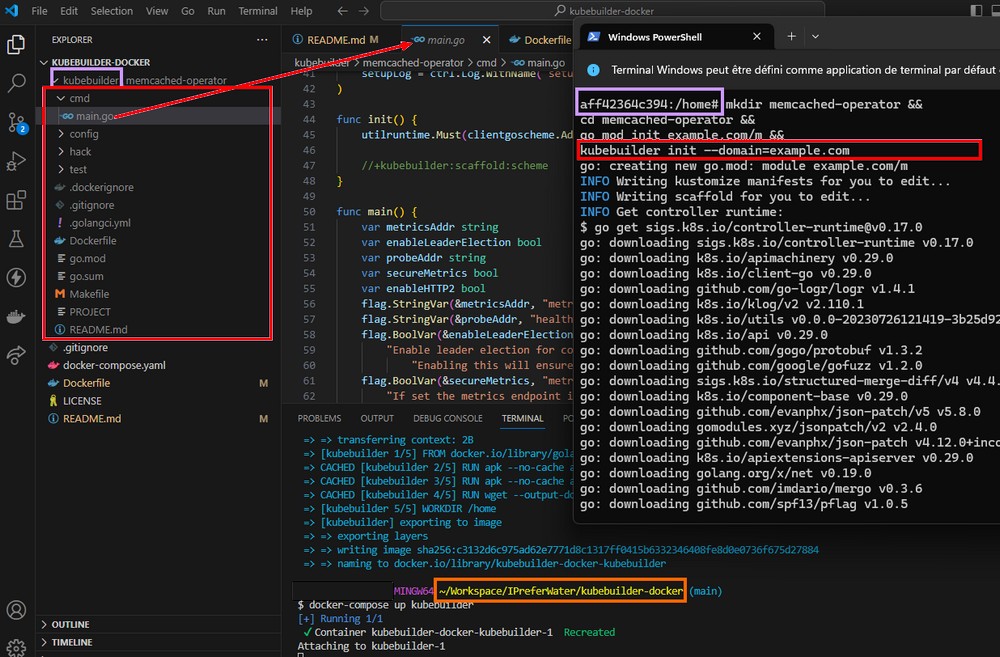 File Edit Selection View Go Run Terminal Help
kubebuilder-docker
EXPLORER
KUBEBUILDER-DOCKER
kubebuilder memcached-operator
cmd
main.go
config
hack
test
.dockerignore
.gitignore
.golangci.yml
Dockerfile
go.mod
go.sum
Makefile
PROJECT
README.md
.gitignore
docker-compose.yaml
Dockerfile M
LICENSE
README.md M
OUTLINE
TIMELINE
2
README.md M
main.go
Dockerfile
kubebuilder > memcached-operator > cmd > main.go
41 setupLog = ctrl.Log.WithName("setu
42 )
43
44 func init() {
45 utilruntime.Must(clientgoscheme.Ad
46
47 //+kubebuilder:scaffold:scheme
48 }
49
50 func main() {
51 var metricsAddr string
52 var enableLeaderElection bool
53 var probeAddr string
54 var secureMetrics bool
55 var enableHTTP2 bool
56 flag.StringVar(&metricsAddr, "metr
57 flag.StringVar(&probeAddr, "health
58 flag.BoolVar(&enableLeaderElection
59 "Enable leader election for co
60 "Enabling this will ensure
61 flag.BoolVar(&secureMetrics, "metr
62 "If set the metrics endpoint i
PROBLEMS OUTPUT DEBUG CONSOLE TERMINAL PO
=> => transferring context: 2B
=> [kubebuilder 1/5] FROM docker.io/library/gola
=> CACHED [kubebuilder 2/5] RUN apk --no-cache a
=> CACHED [kubebuilder 3/5] RUN apk --no-cache a
=> CACHED [kubebuilder 4/5] RUN wget --output-do
=> [kubebuilder 5/5] WORKDIR /home
=> [kubebuilder] exporting to image
=> => exporting layers
=> => writing image sha256:c3132d6c975ad62e7771d8c1317ff0415b6332346408fe8d0e0736f675d27884
=> => naming to docker.io/library/kubebuilder-docker-kubebuilder
MINGW64 ~/Workspace/IPreferWater/kubebuilder-docker (main)
$ docker-compose up kubebuilder
[+] Running 1/1
✓ Container kubebuilder-docker-kubebuilder-1 Recreated
Attaching to kubebuilder-1
Windows PowerShell
Terminal Windows peut être défini comme application de terminal par défaut
aff42364c394:/home# mkdir memcached-operator &&
cd memcached-operator &&
go mod init example.com/m &&
kubebuilder init --domain=example.com
go: creating new go.mod: module example.com/m
INFO Writing kustomize manifests for you to edit...
INFO Writing scaffold for you to edit...
INFO Get controller runtime:
$ go get sigs.k8s.io/controller-runtime@v0.17.0
go: downloading sigs.k8s.io/controller-runtime v0.17.0
go: downloading k8s.io/apimachinery v0.29.0
go: downloading k8s.io/client-go v0.29.0
go: downloading github.com/go-logr/logr v1.4.1
go: downloading k8s.io/klog/v2 v2.110.1
go: downloading k8s.io/utils v0.0.0-20230726121419-3b25d92
go: downloading k8s.io/api v0.29.0
go: downloading github.com/gogo/protobuf v1.3.2
go: downloading github.com/google/gofuzz v1.2.0
go: downloading sigs.k8s.io/structured-merge-diff/v4 v4.4.
go: downloading k8s.io/component-base v0.29.0
go: downloading github.com/evanphx/json-patch/v5 v5.8.0
go: downloading gomodules.xyz/jsonpatch/v2 v2.4.0
go: downloading github.com/evanphx/json-patch v4.12.0+inco
go: downloading k8s.io/apiextensions-apiserver v0.29.0
go: downloading golang.org/x/net v0.19.0
go: downloading github.com/imdario/mergo v0.3.6
go: downloading github.com/spf13/pflag v1.0.5